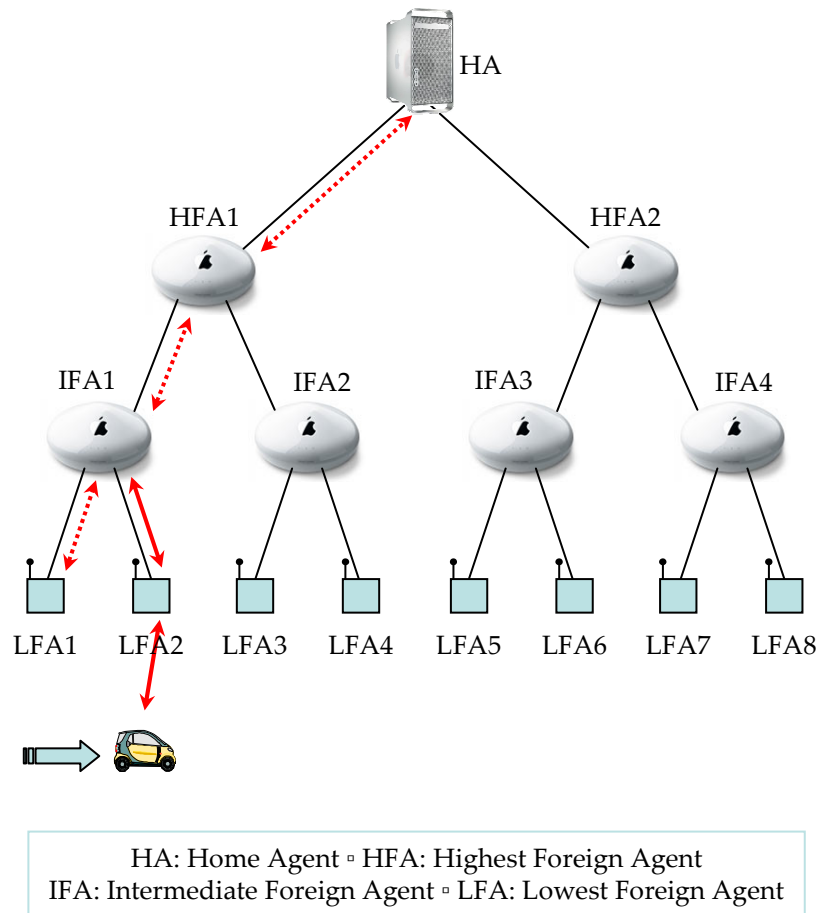 HA
HFA1
HFA2
IFA1
IFA2
IFA3
IFA4
LFA1
LFA2
LFA3
LFA4
LFA5
LFA6
LFA7
LFA8
HA: Home Agent ▫ HFA: Highest Foreign Agent
IFA: Intermediate Foreign Agent ▫ LFA: Lowest Foreign Agent